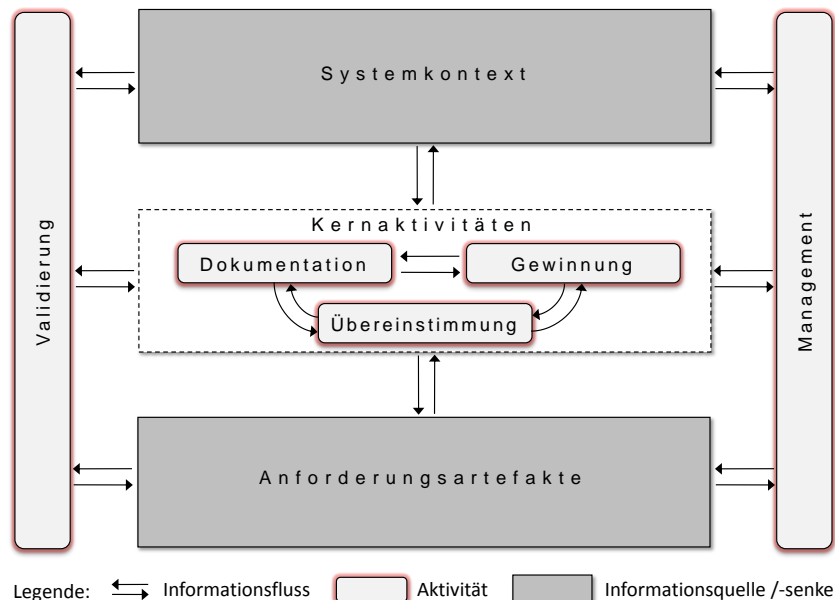 Systemkontext
Validierung
Management
Kernaktivitäten
Dokumentation
Gewinnung
Übereinstimmung
Anforderungsartefakte
Legende: Informationsfluss Aktivität Informationsquelle /-senke